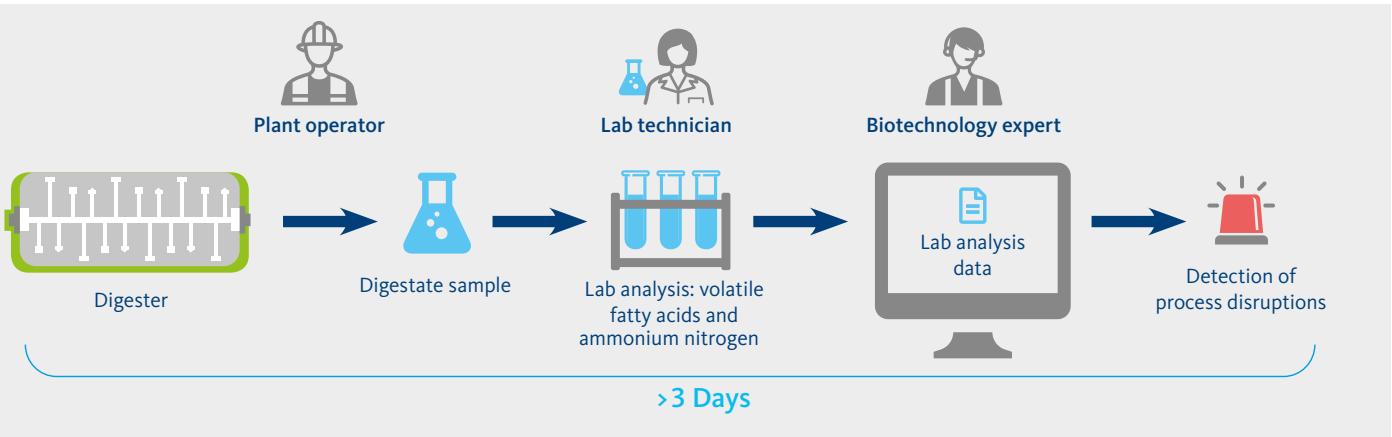 Plant operator
Lab technician
Biotechnology expert
Digester
Digestate sample
Lab analysis: volatile
fatty acids and
ammonium nitrogen
Lab analysis
data
Detection of
process disruptions
>3 Days